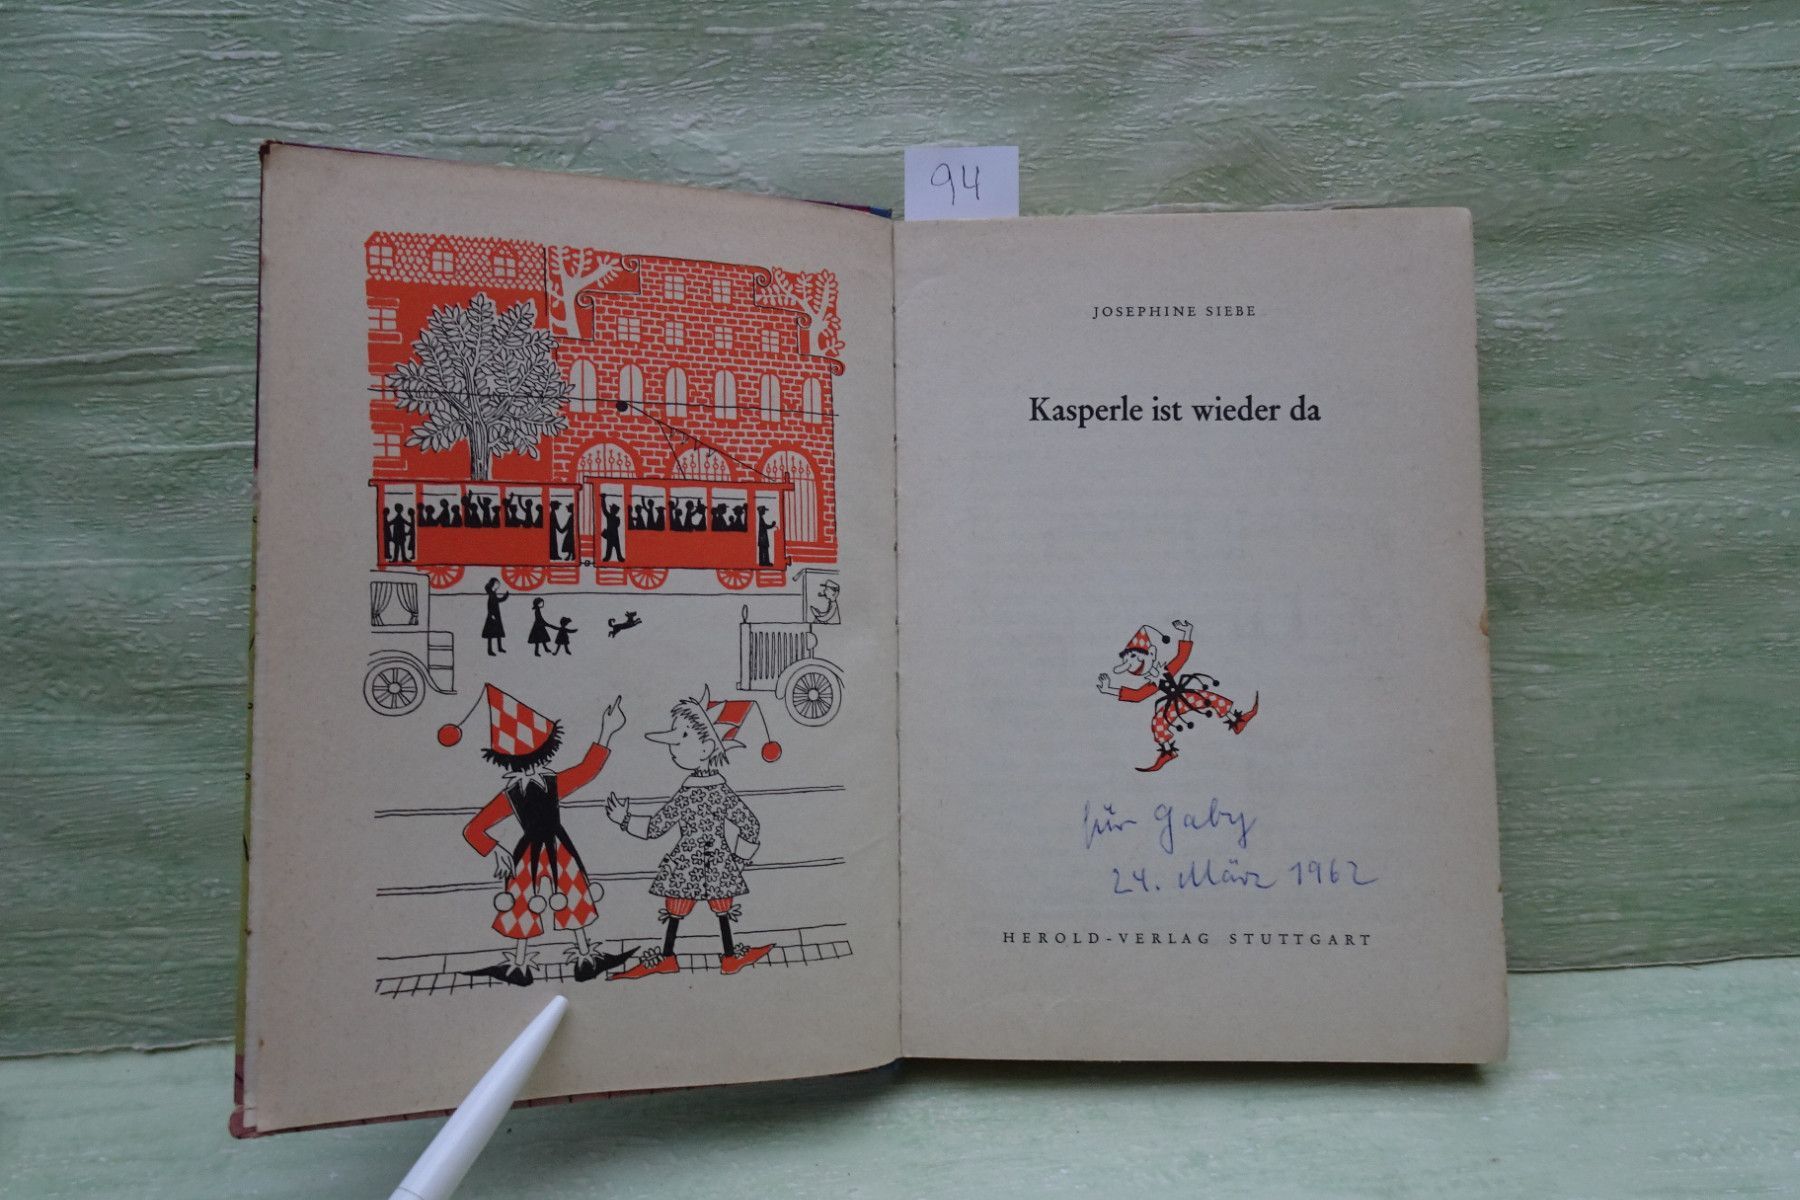 94
JOSEPHINE SIEBE
Kasperle ist wieder da
für Gaby
24. März 1962
HEROLD-VERLAG STUTTGART